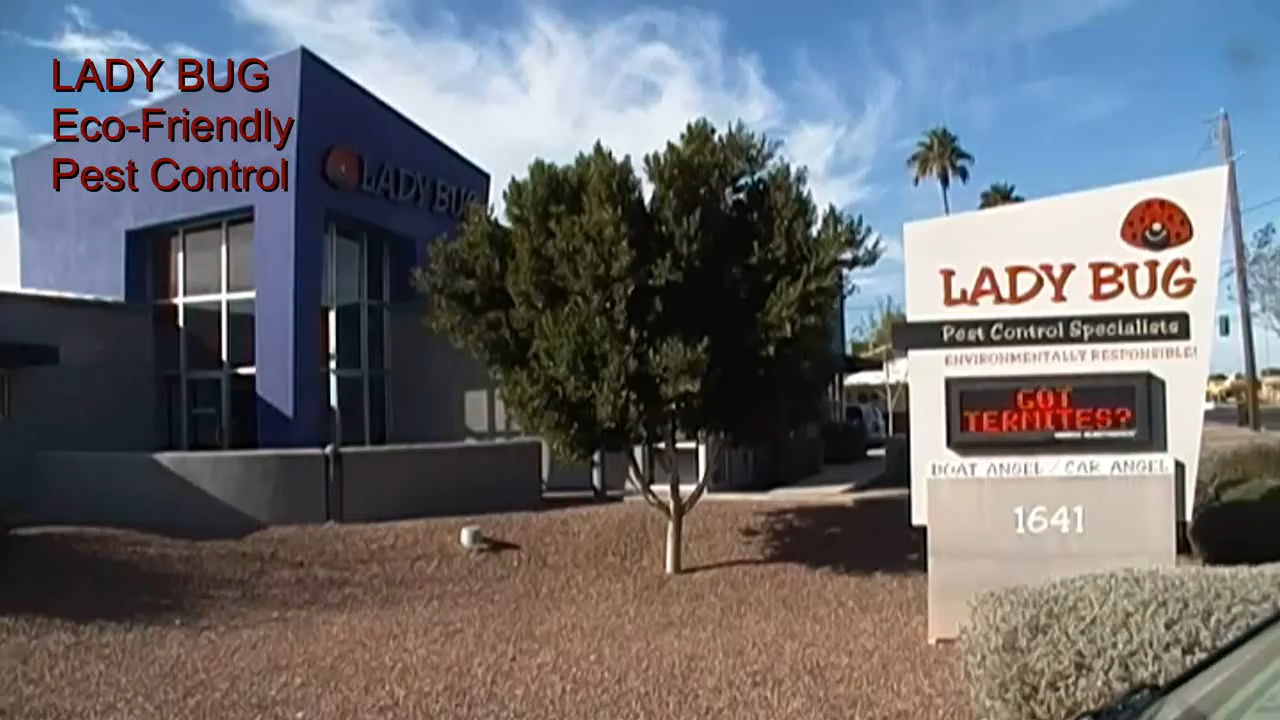 LADY BUG
Eco-Friendly
Pest Control
LADY BUG
LADY BUG
Pest Control Specialists
ENVIRONMENTALLY RESPONSIBLE!
GOT
TERMITES?
BOAT ANGEL / CAR ANGEL
1641